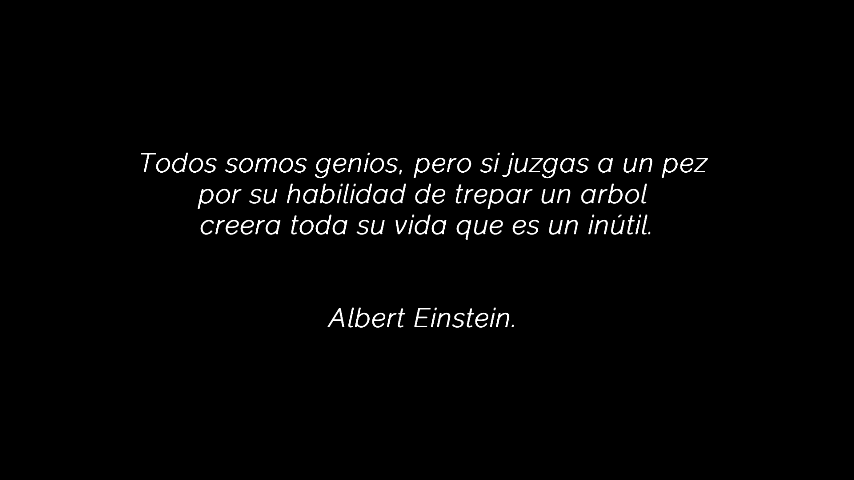 Todos somos genios, pero si juzgas a un pez
por su habilidad de trepar un arbol
creera toda su vida que es un inútil.
Albert Einstein.